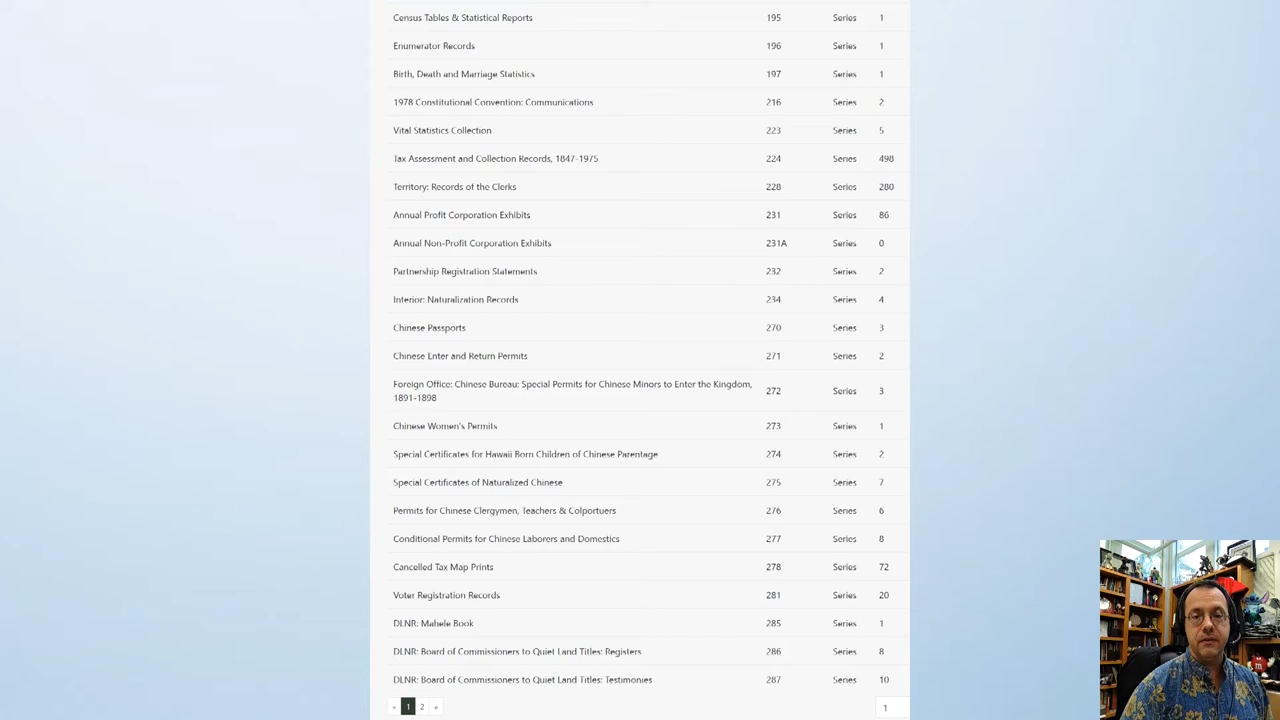 Census Tables & Statistical Reports 195 Series 1
Enumerator Records 196 Series 1
Birth, Death and Marriage Statistics 197 Series 1
1978 Constitutional Convention: Communications 216 Series 2
Vital Statistics Collection 223 Series 5
Tax Assessment and Collection Records, 1847-1975 224 Series 498
Territory: Records of the Clerks 228 Series 280
Annual Profit Corporation Exhibits 231 Series 86
Annual Non-Profit Corporation Exhibits 231A Series 0
Partnership Registration Statements 232 Series 2
Interior: Naturalization Records 234 Series 4
Chinese Passports 270 Series 3
Chinese Enter and Return Permits 271 Series 2
Foreign Office: Chinese Bureau: Special Permits for Chinese Minors to Enter the Kingdom,
1891-1898 272 Series 3
Chinese Women's Permits 273 Series 1
Special Certificates for Hawaii Born Children of Chinese Parentage 274 Series 2
Special Certificates of Naturalized Chinese 275 Series 7
Permits for Chinese Clergymen, Teachers & Colportuers 276 Series 6
Conditional Permits for Chinese Laborers and Domestics 277 Series 8
Cancelled Tax Map Prints 278 Series 72
Voter Registration Records 281 Series 20
DLNR: Mahele Book 285 Series 1
DLNR: Board of Commissioners to Quiet Land Titles: Registers 286 Series 8
DLNR: Board of Commissioners to Quiet Land Titles: Testimonies 287 Series 10
« 1 2 » 1